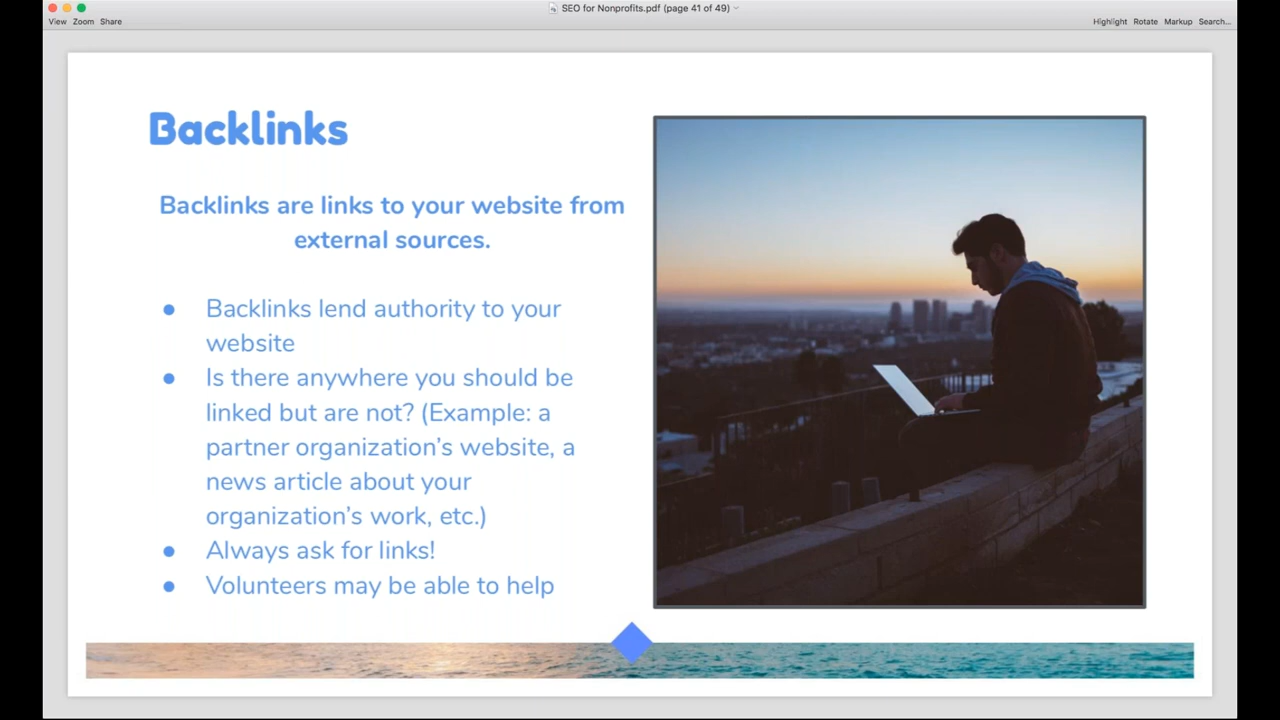 SEO for Nonprofits.pdf (page 41 of 49)
View Zoom Share
Highlight Rotate Markup Search...
Backlinks
Backlinks are links to your website from
external sources.
● Backlinks lend authority to your
website
● Is there anywhere you should be
linked but are not? (Example: a
partner organization’s website, a
news article about your
organization’s work, etc.)
● Always ask for links!
● Volunteers may be able to help